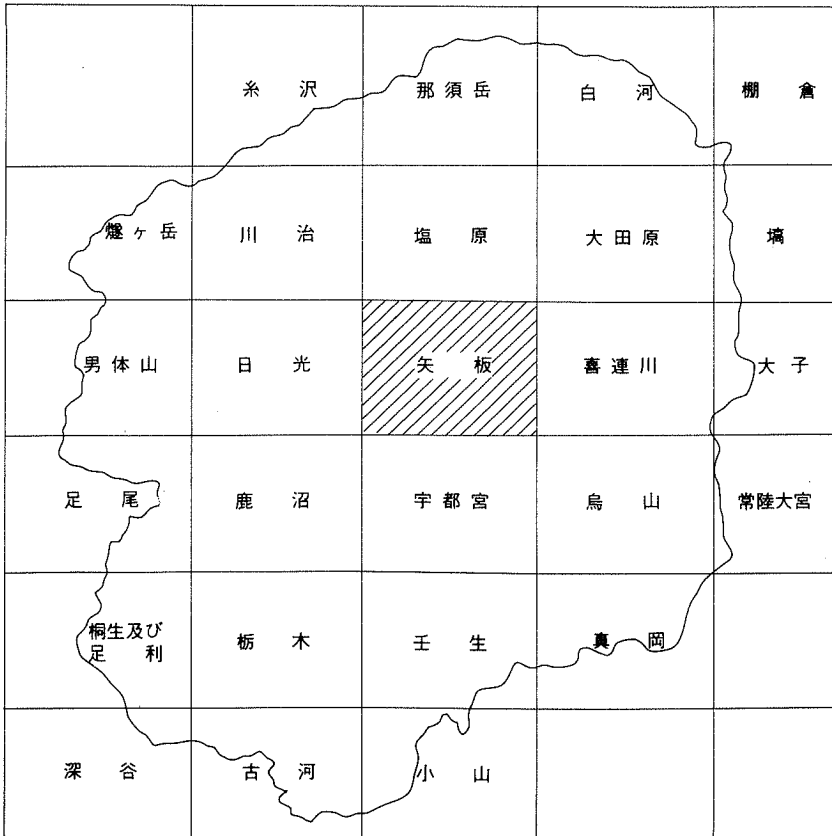 糸沢
那須岳
白河
棚倉
燧ヶ岳
川治
塩原
大田原
塙
男体山
日光
矢板
喜連川
大子
足尾
鹿沼
宇都宮
烏山
常陸大宮
桐生及び
足利
栃木
壬生
真岡
深谷
古河
小山